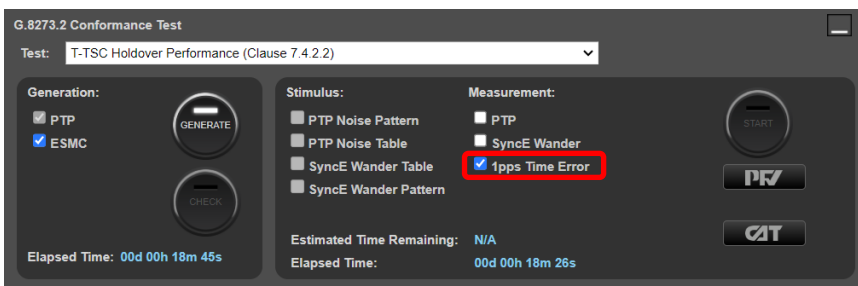 G.8273.2 Conformance Test
Test: T-TSC Holdover Performance (Clause 7.4.2.2)
Generation:
PTP
ESMC
GENERATE
CHECK
Elapsed Time: 00d 00h 18m 45s
Stimulus:
PTP Noise Pattern
PTP Noise Table
SyncE Wander Table
SyncE Wander Pattern
Measurement:
PTP
SyncE Wander
1pps Time Error
Estimated Time Remaining: N/A
Elapsed Time: 00d 00h 18m 26s
START
PFV
CAT